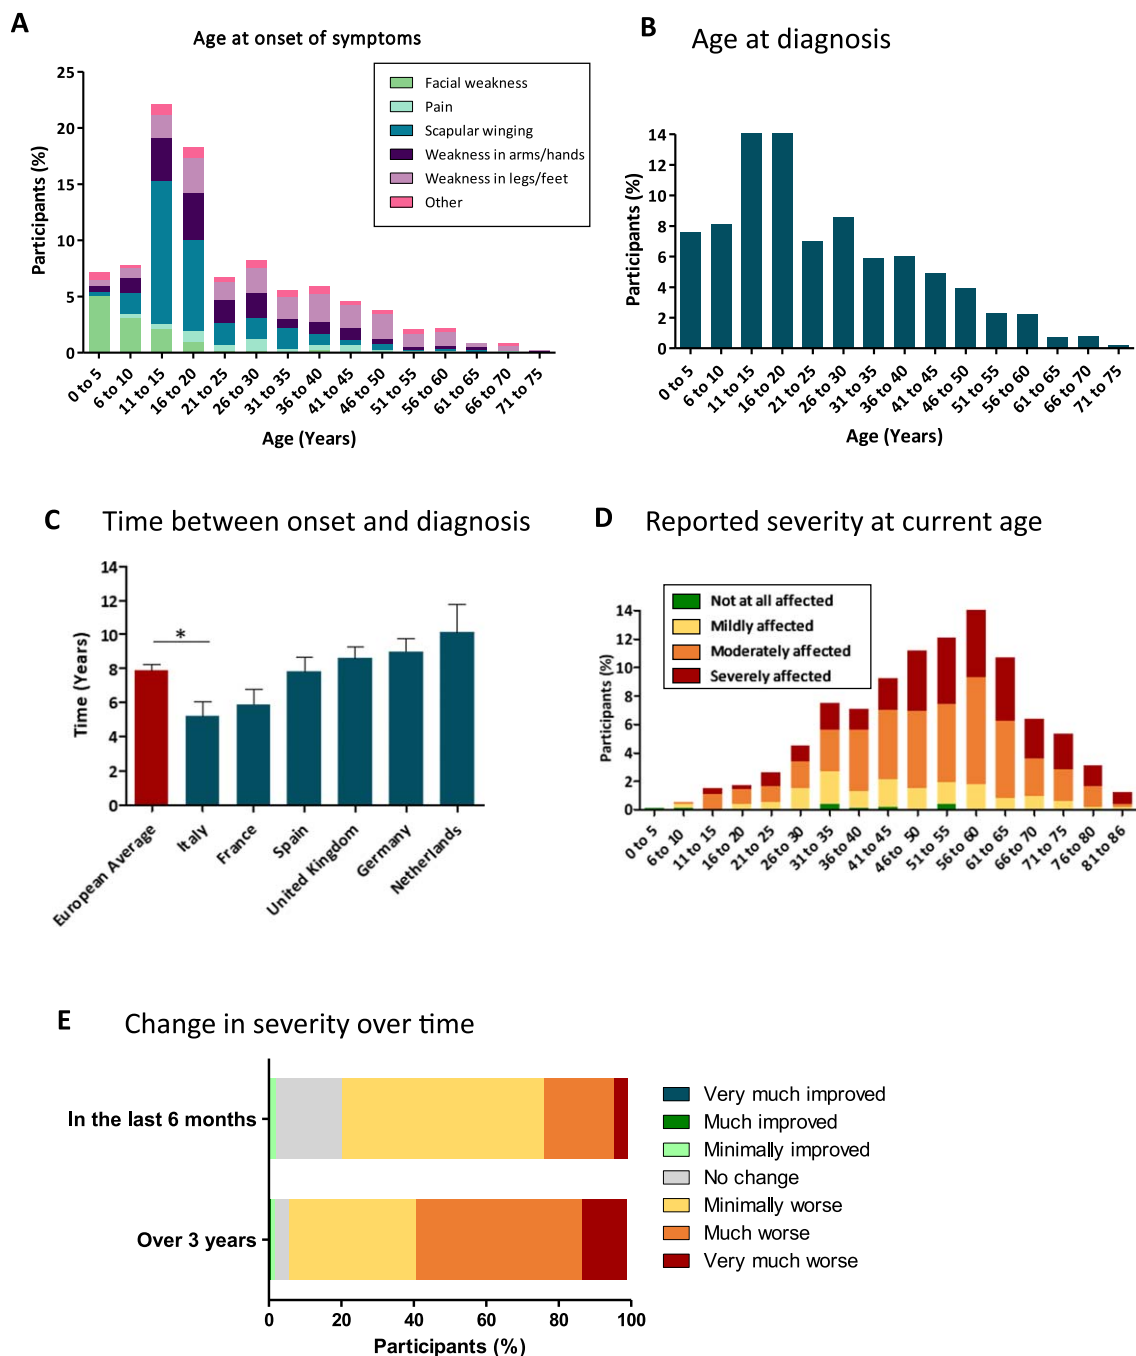 A
Age at onset of symptoms
25
20
15
10
5
0
Participants (%)
Facial weakness
Pain
Scapular winging
Weakness in arms/hands
Weakness in legs/feet
Other
0 to 5
6 to 10
11 to 15
16 to 20
21 to 25
26 to 30
31 to 35
36 to 40
41 to 45
46 to 50
51 to 55
56 to 60
61 to 65
66 to 70
71 to 75
Age (Years)
B
Age at diagnosis
14
12
10
8
6
4
2
0
Participants (%)
0 to 5
6 to 10
11 to 15
16 to 20
21 to 25
26 to 30
31 to 35
36 to 40
41 to 45
46 to 50
51 to 55
56 to 60
61 to 65
66 to 70
71 to 75
Age (Years)
C
Time between onset and diagnosis
14
12
10
8
6
4
2
0
Time (Years)
*
European Average
Italy
France
Spain
United Kingdom
Germany
Netherlands
D
Reported severity at current age
Not at all affected
Mildly affected
Moderately affected
Severely affected
14
12
10
8
6
4
2
0
Participants (%)
0 to 5
6 to 10
11 to 15
16 to 20
21 to 25
26 to 30
31 to 35
36 to 40
41 to 45
46 to 50
51 to 55
56 to 60
61 to 65
66 to 70
71 to 75
76 to 80
81 to 86
E
Change in severity over time
In the last 6 months
Over 3 years
0
20
40
60
80
100
Participants (%)
Very much improved
Much improved
Minimally improved
No change
Minimally worse
Much worse
Very much worse